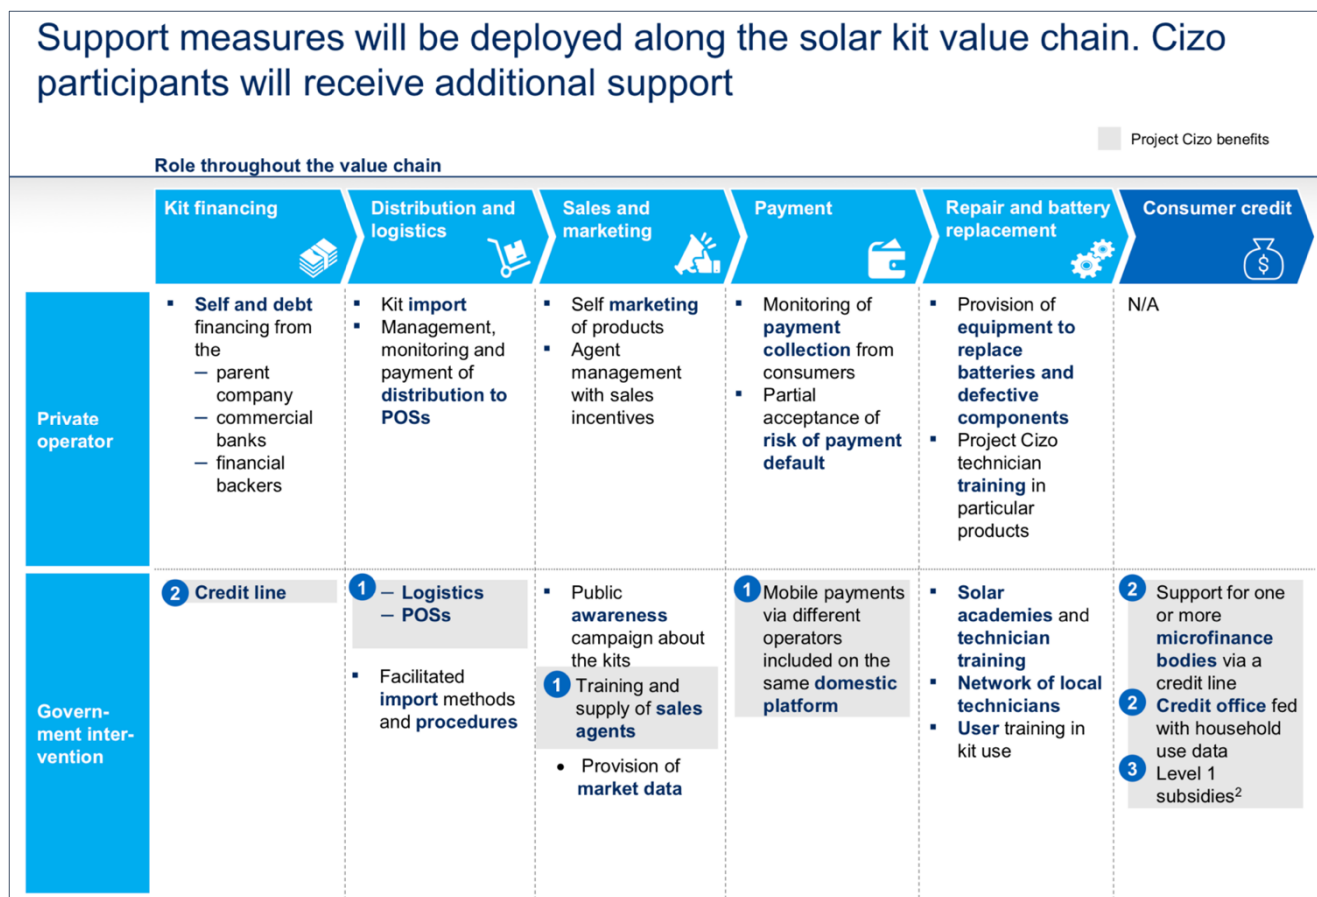 Support measures will be deployed along the solar kit value chain. Cizo
participants will receive additional support
Project Cizo benefits
Role throughout the value chain
Kit financing
Distribution and
logistics
Sales and
marketing
Payment
Repair and battery
replacement
Consumer credit
$
Private
operator
▪ Self and debt
financing from
the
– parent
company
– commercial
banks
– financial
backers
▪ Kit import
▪ Management,
monitoring and
payment of
distribution to
POSs
▪ Self marketing
of products
▪ Agent
management
with sales
incentives
▪ Monitoring of
payment
collection from
consumers
▪ Partial
acceptance of
risk of payment
default
▪ Provision of
equipment to
replace
batteries and
defective
components
▪ Project Cizo
technician
training in
particular
products
N/A
Govern-
ment inter-
vention
2 Credit line
1 – Logistics
– POSs
▪ Facilitated
import methods
and procedures
▪ Public
awareness
campaign about
the kits
1 Training and
supply of sales
agents
• Provision of
market data
1 Mobile payments
via different
operators
included on the
same domestic
platform
▪ Solar
academies and
technician
training
▪ Network of local
technicians
▪ User training in
kit use
2 Support for one
or more
microfinance
bodies via a
credit line
2 Credit office fed
with household
use data
3 Level 1
subsidies²